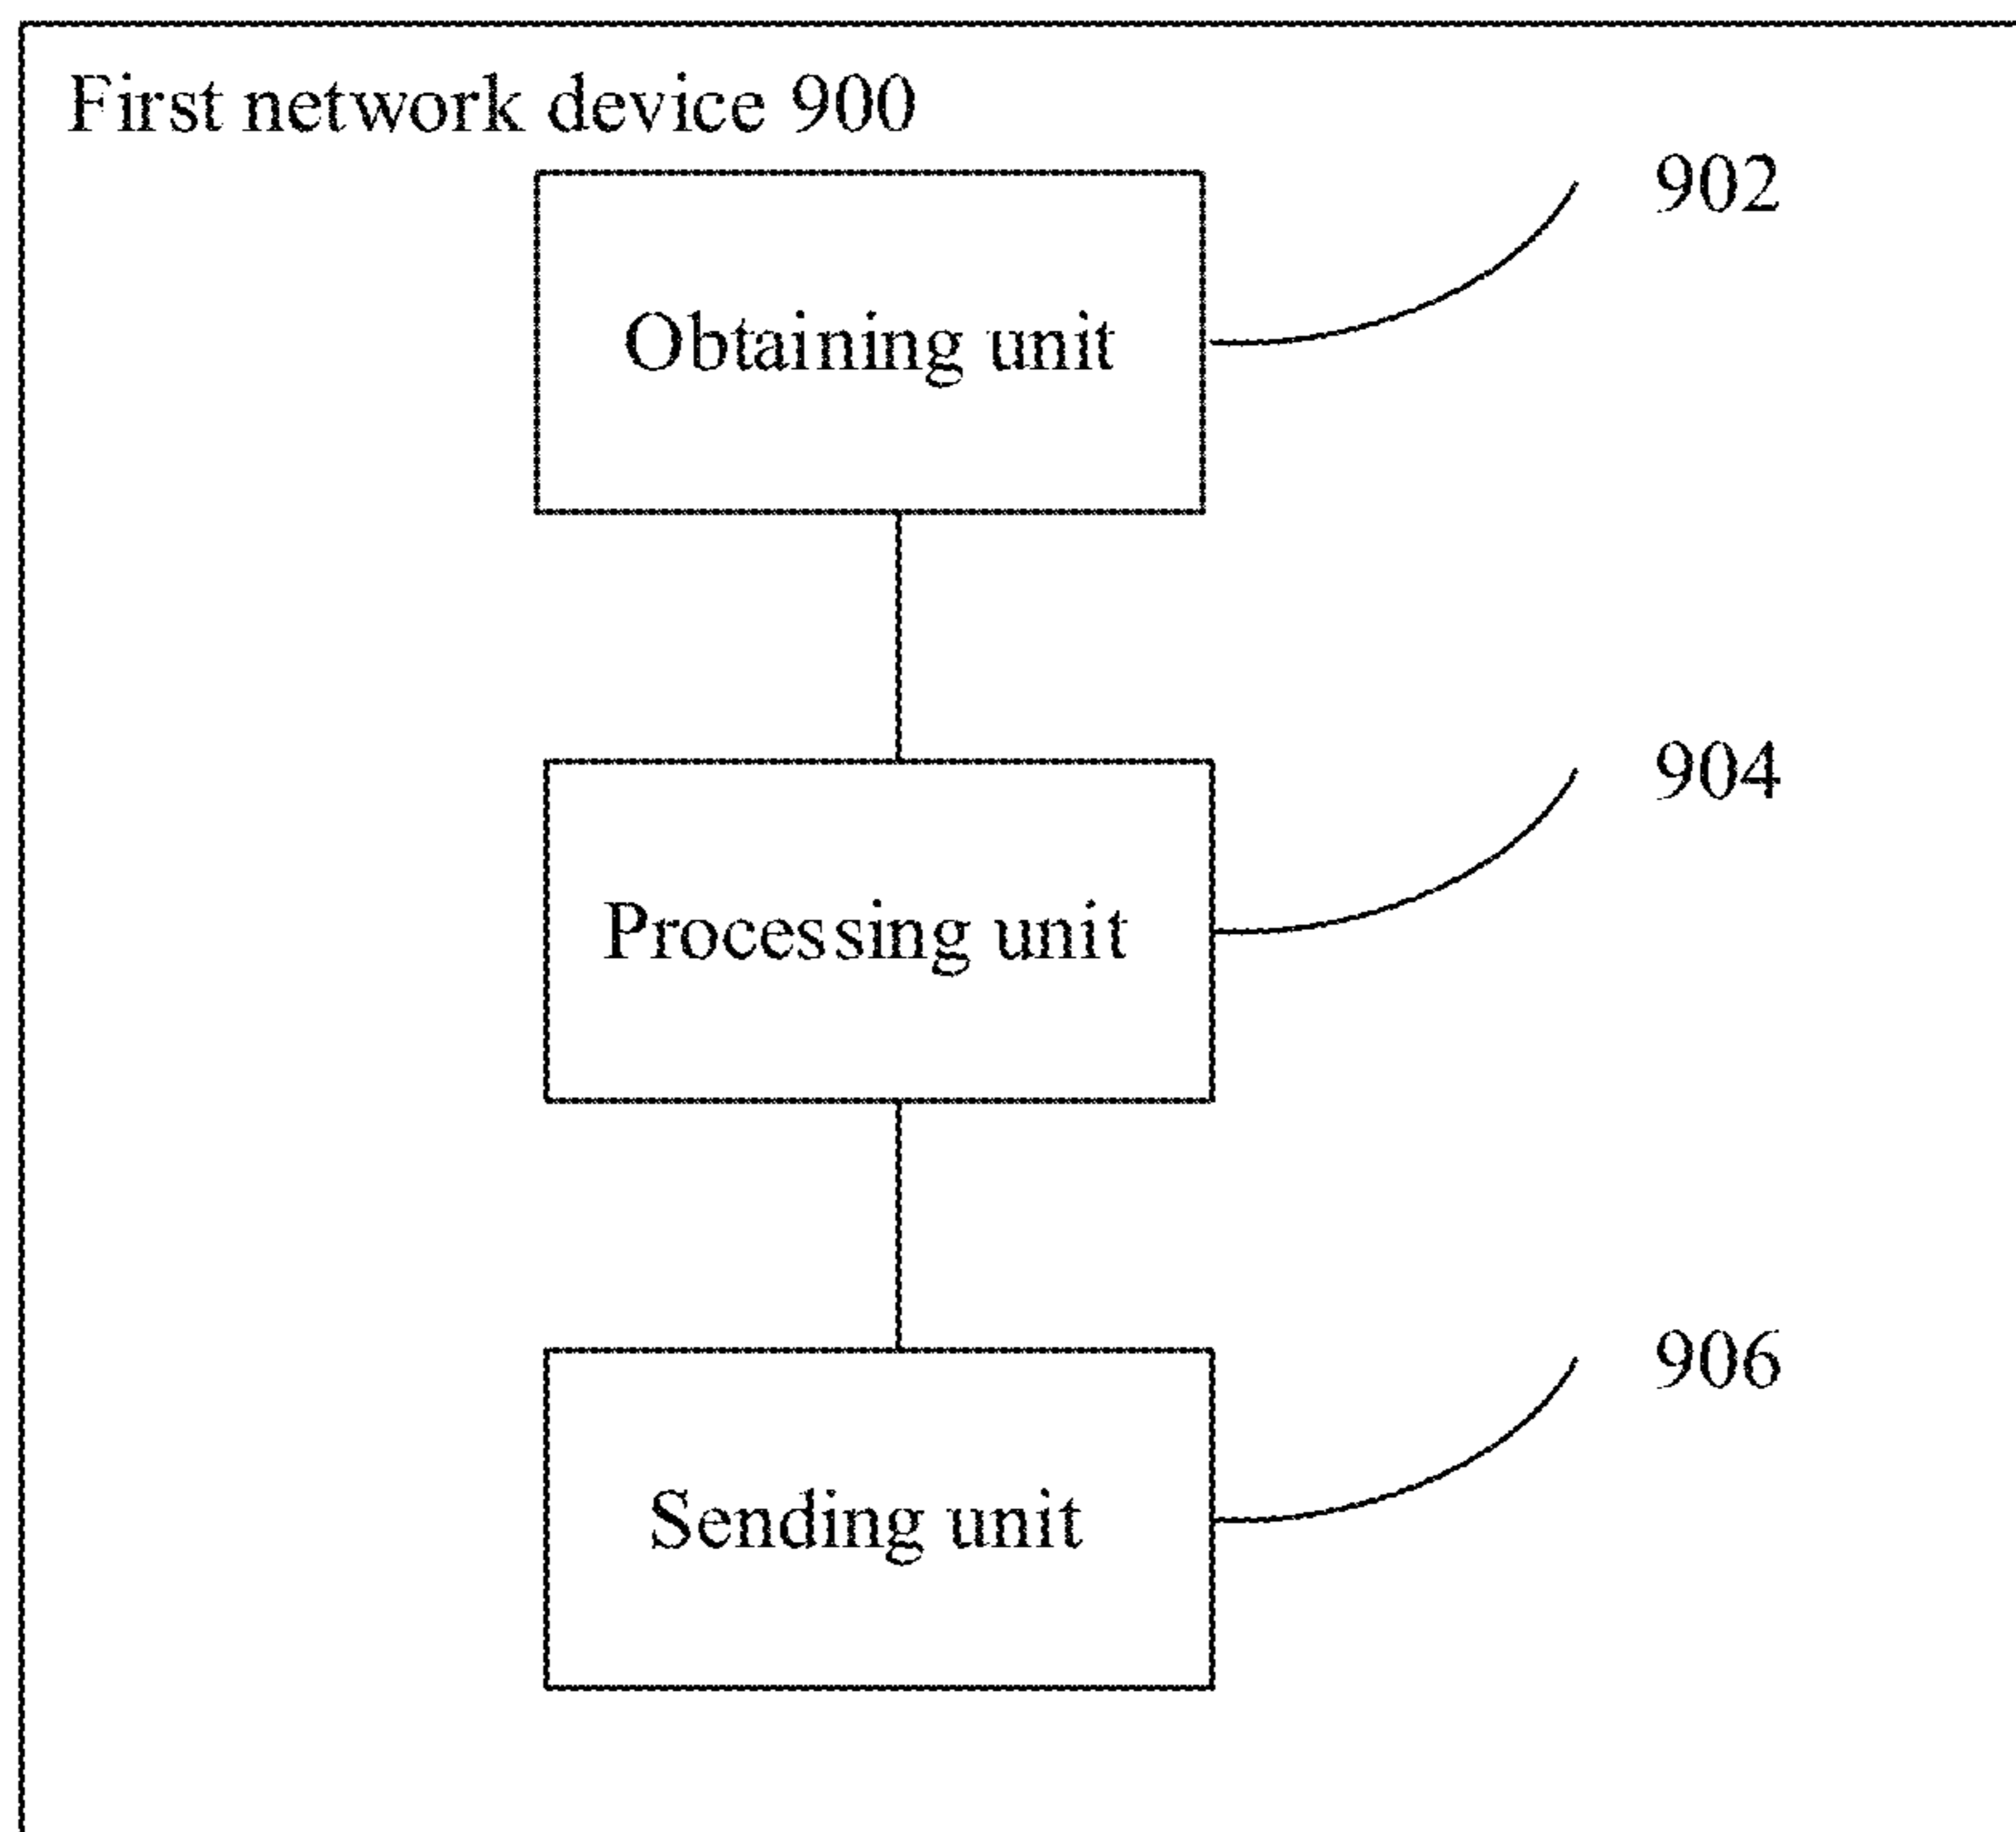 First network device 900
902
Obtaining unit
904
Processing unit
906
Sending unit